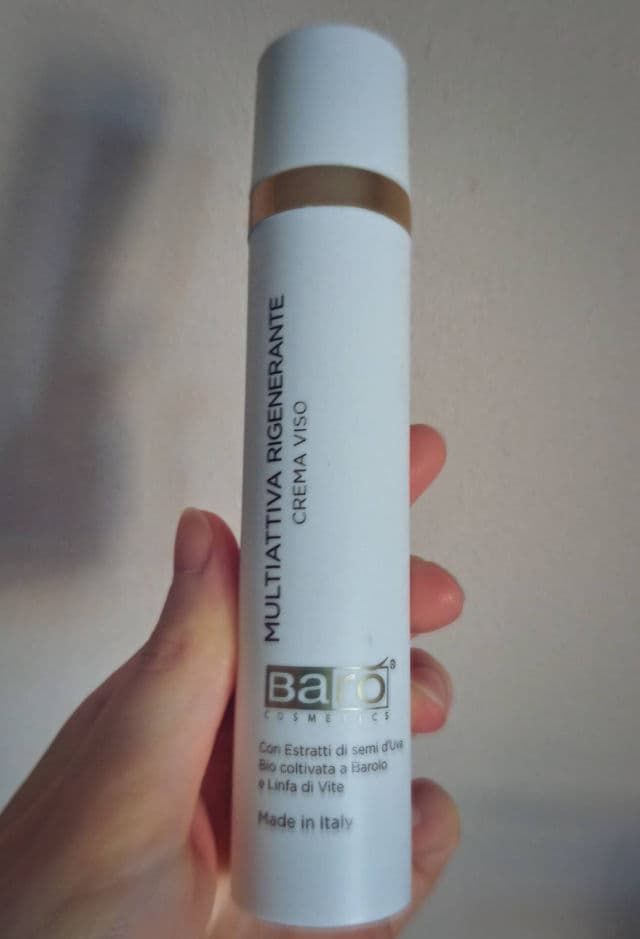 MULTIATTIVA RIGENERANTE
CREMA VISO
Barò®
COSMETICS
Con Estratti di semi d'Uva
Bio coltivata a Barolo
e Linfa di Vite
Made in Italy